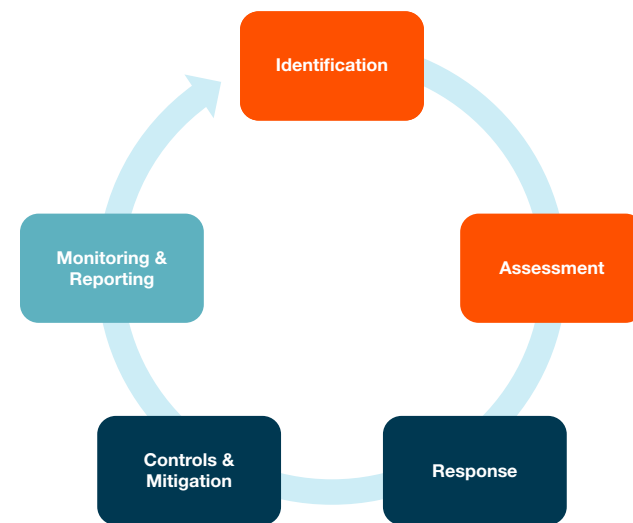 Identification
Assessment
Response
Controls &
Mitigation
Monitoring &
Reporting